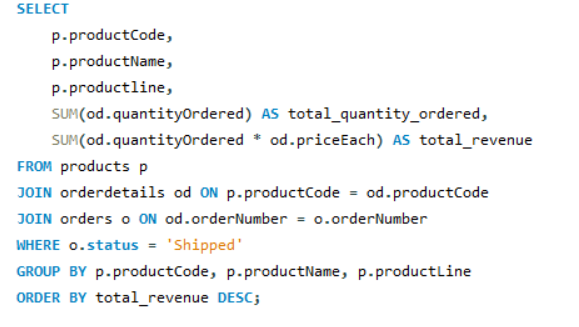 SELECT
p.productCode,
p.productName,
p.productline,
SUM(od.quantityOrdered) AS total_quantity_ordered,
SUM(od.quantityOrdered * od.priceEach) AS total_revenue
FROM products p
JOIN orderdetails od ON p.productCode = od.productCode
JOIN orders o ON od.orderNumber = o.orderNumber
WHERE o.status = 'Shipped'
GROUP BY p.productCode, p.productName, p.productLine
ORDER BY total_revenue DESC;